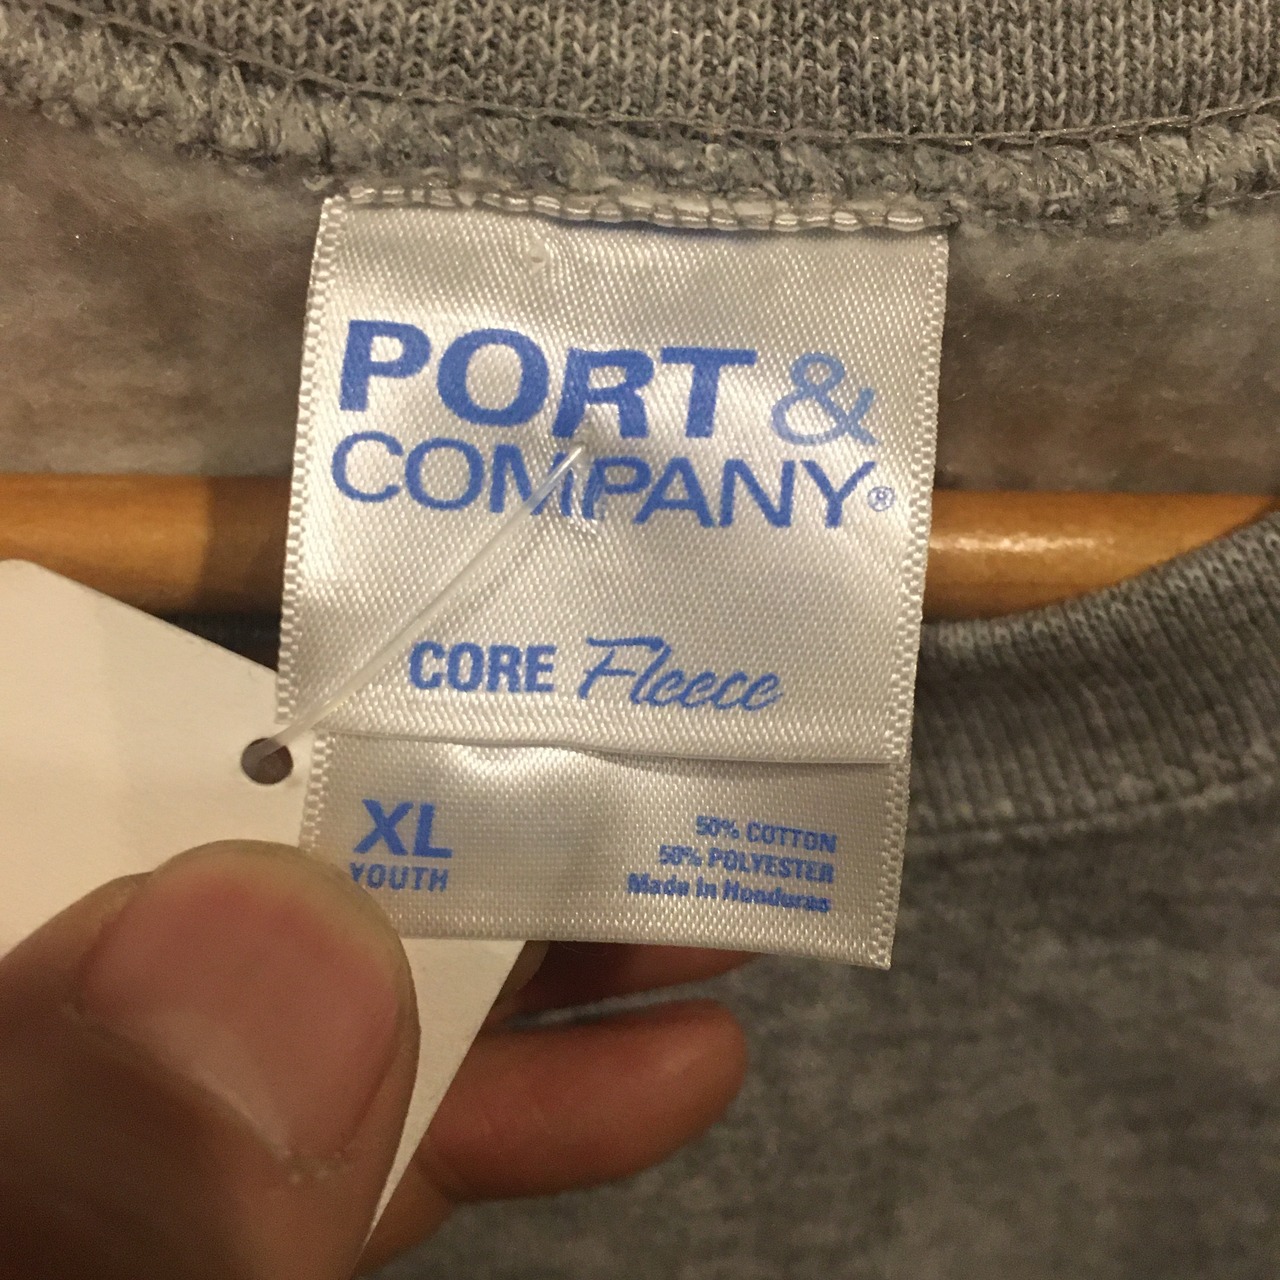 PORT &
COMPANY®
CORE Fleece
XL
YOUTH
50% COTTON
50% POLYESTER
Made in Honduras